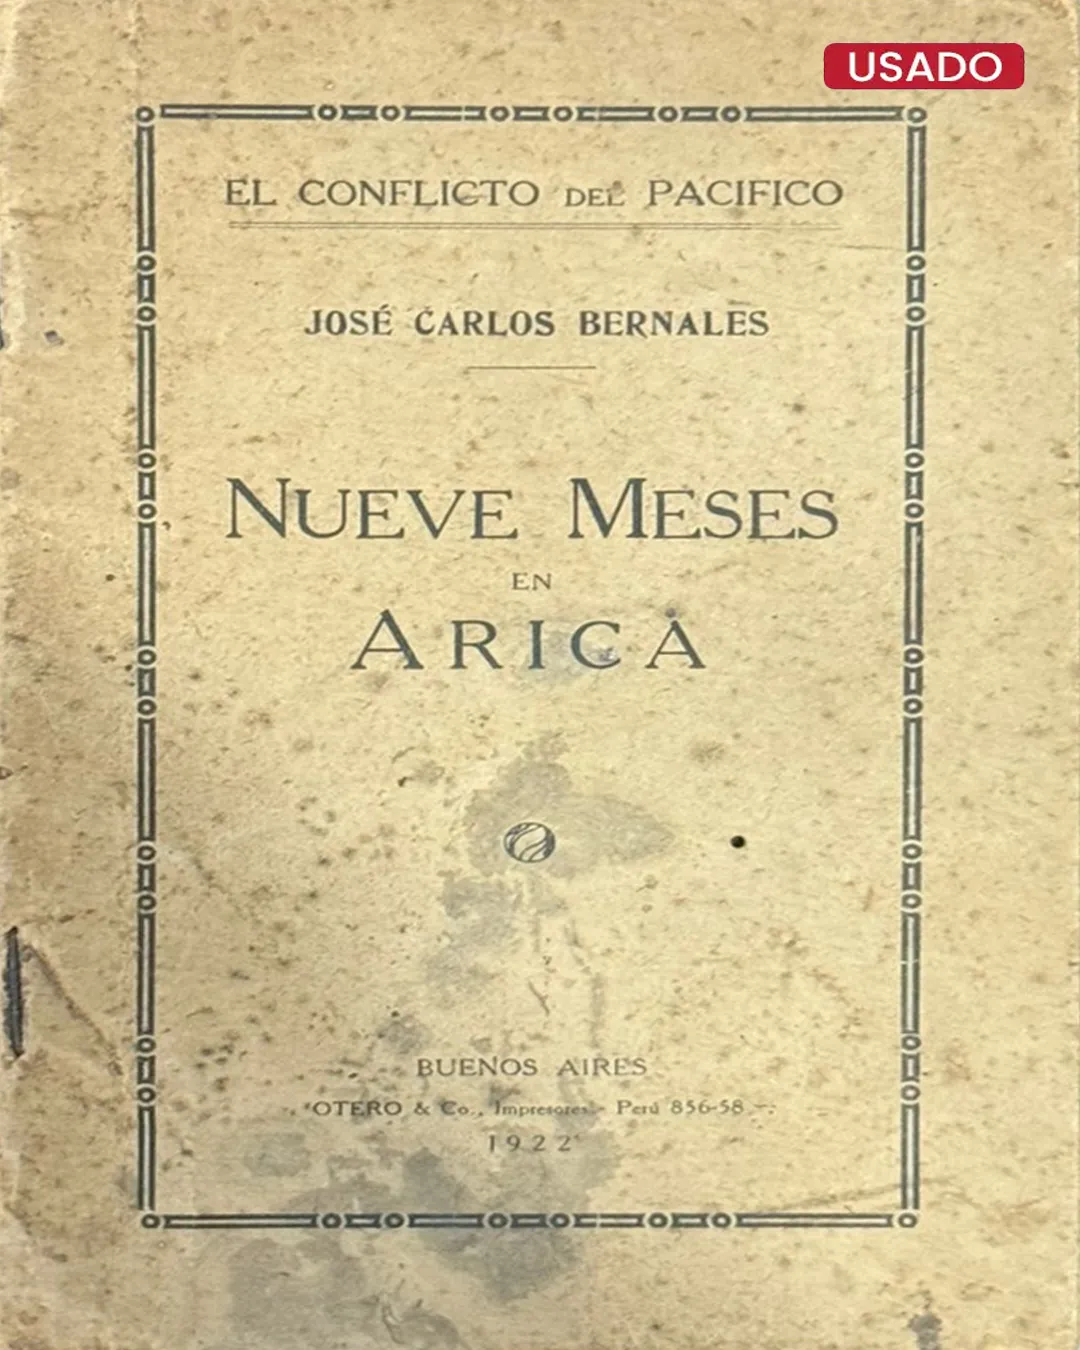 USADO
EL CONFLICTO DEL PACIFICO
JOSÉ CARLOS BERNALES
NUEVE MESES
EN
ARICA
BUENOS AIRES
OTERO & Co., Impresores - Perú 856-58
1922